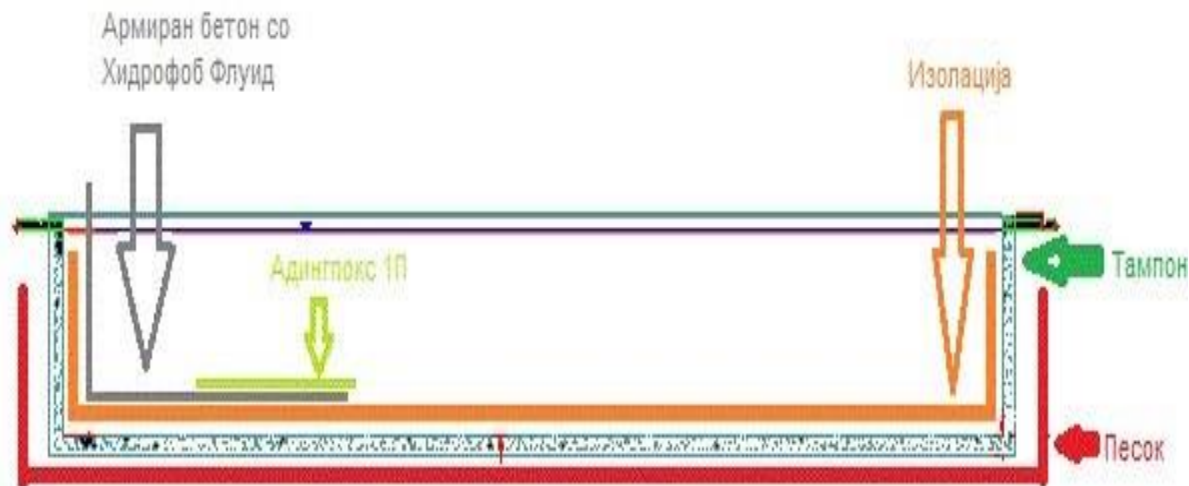 Армиран бетон со
Хидрофоб Флуид
Изолација
Адингпокс 1П
Тампон
Песок